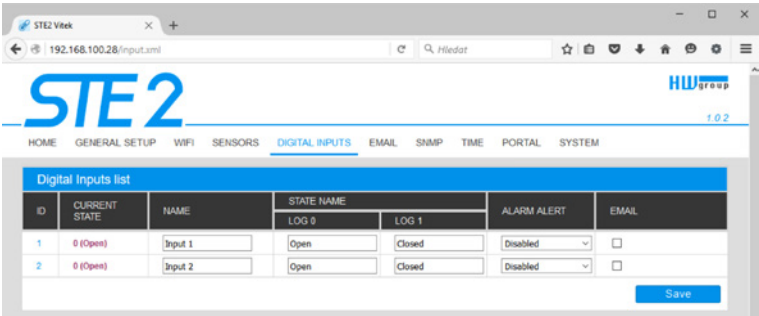 STE2 Vitek
192.168.100.28/input.xml
Hledat
STE2
HWgroup
1.0.2
HOME GENERAL SETUP WIFI SENSORS DIGITAL INPUTS EMAIL SNMP TIME PORTAL SYSTEM
Digital Inputs list
ID CURRENT STATE NAME STATE NAME ALARM ALERT EMAIL
LOG 0 LOG 1
1 0 (Open) Input 1 Open Closed Disabled
2 0 (Open) Input 2 Open Closed Disabled
Save